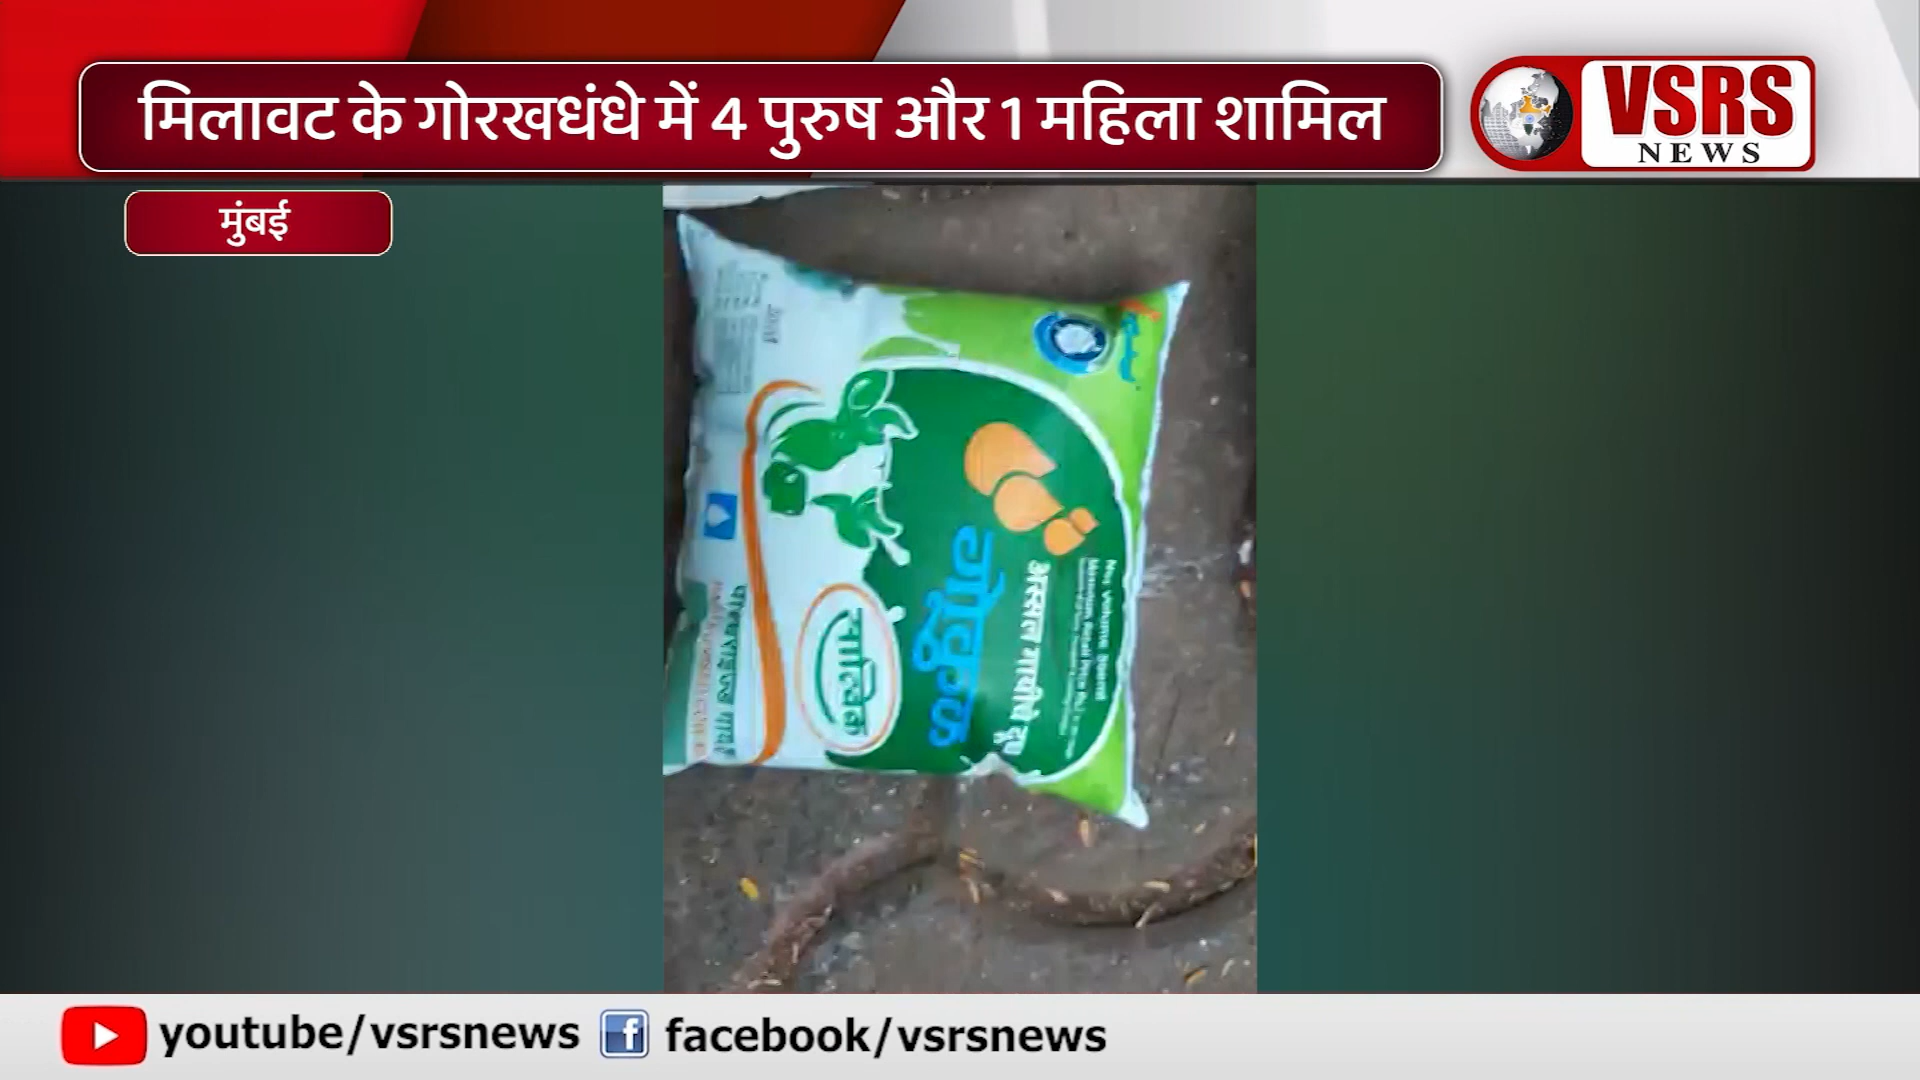 मिलावट के गोरखधंधे में 4 पुरुष और 1 महिला शामिल
VSRS
NEWS
मुंबई
गोकुळ
सात्विक
अस्सल गायीचे दूध
youtube/vsrsnews
facebook/vsrsnews